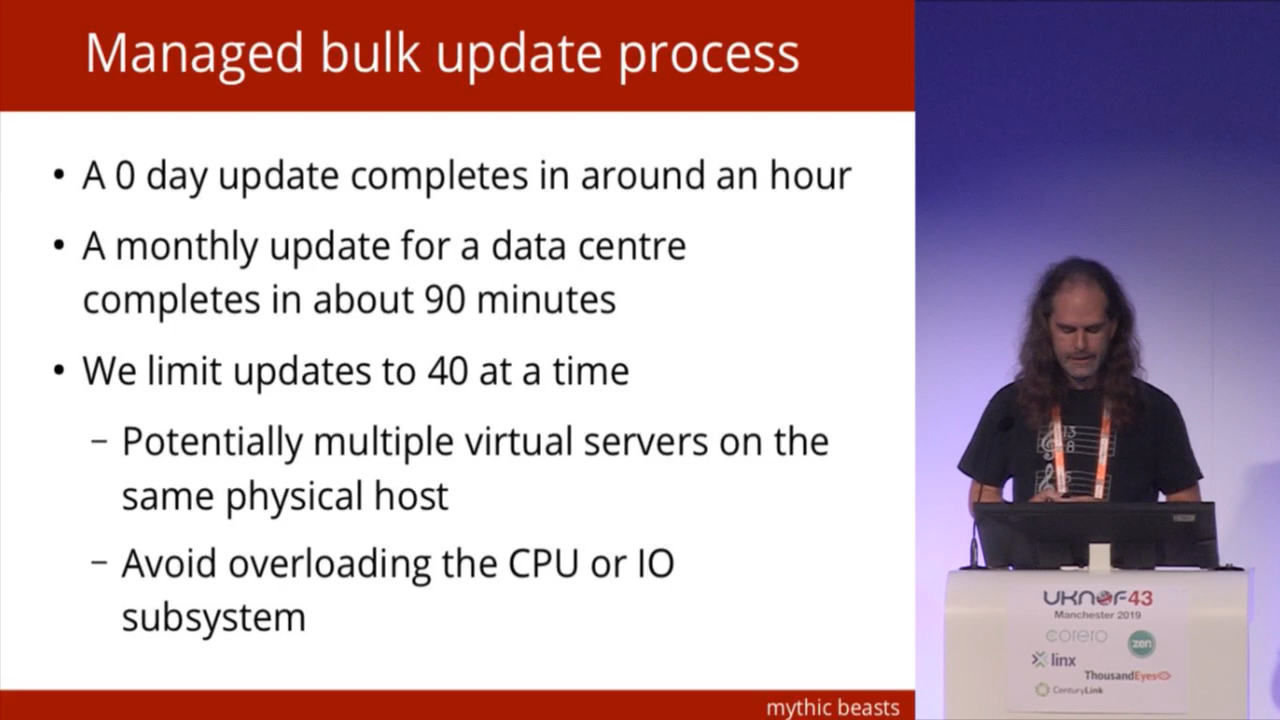 Managed bulk update process
• A 0 day update completes in around an hour
• A monthly update for a data centre
completes in about 90 minutes
• We limit updates to 40 at a time
– Potentially multiple virtual servers on the
same physical host
– Avoid overloading the CPU or IO
subsystem
mythic beasts
13
8
UKNOF43
Manchester 2019
corero
zen
linx
ThousandEyes
CenturyLink